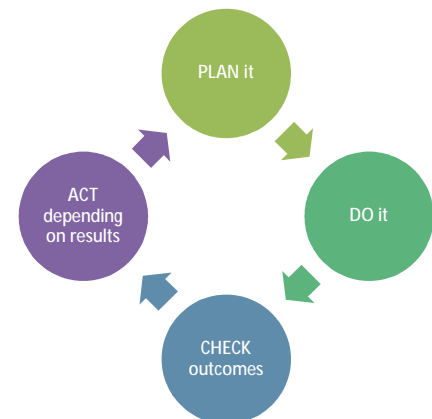 PLAN it
DO it
CHECK
outcomes
ACT
depending
on results